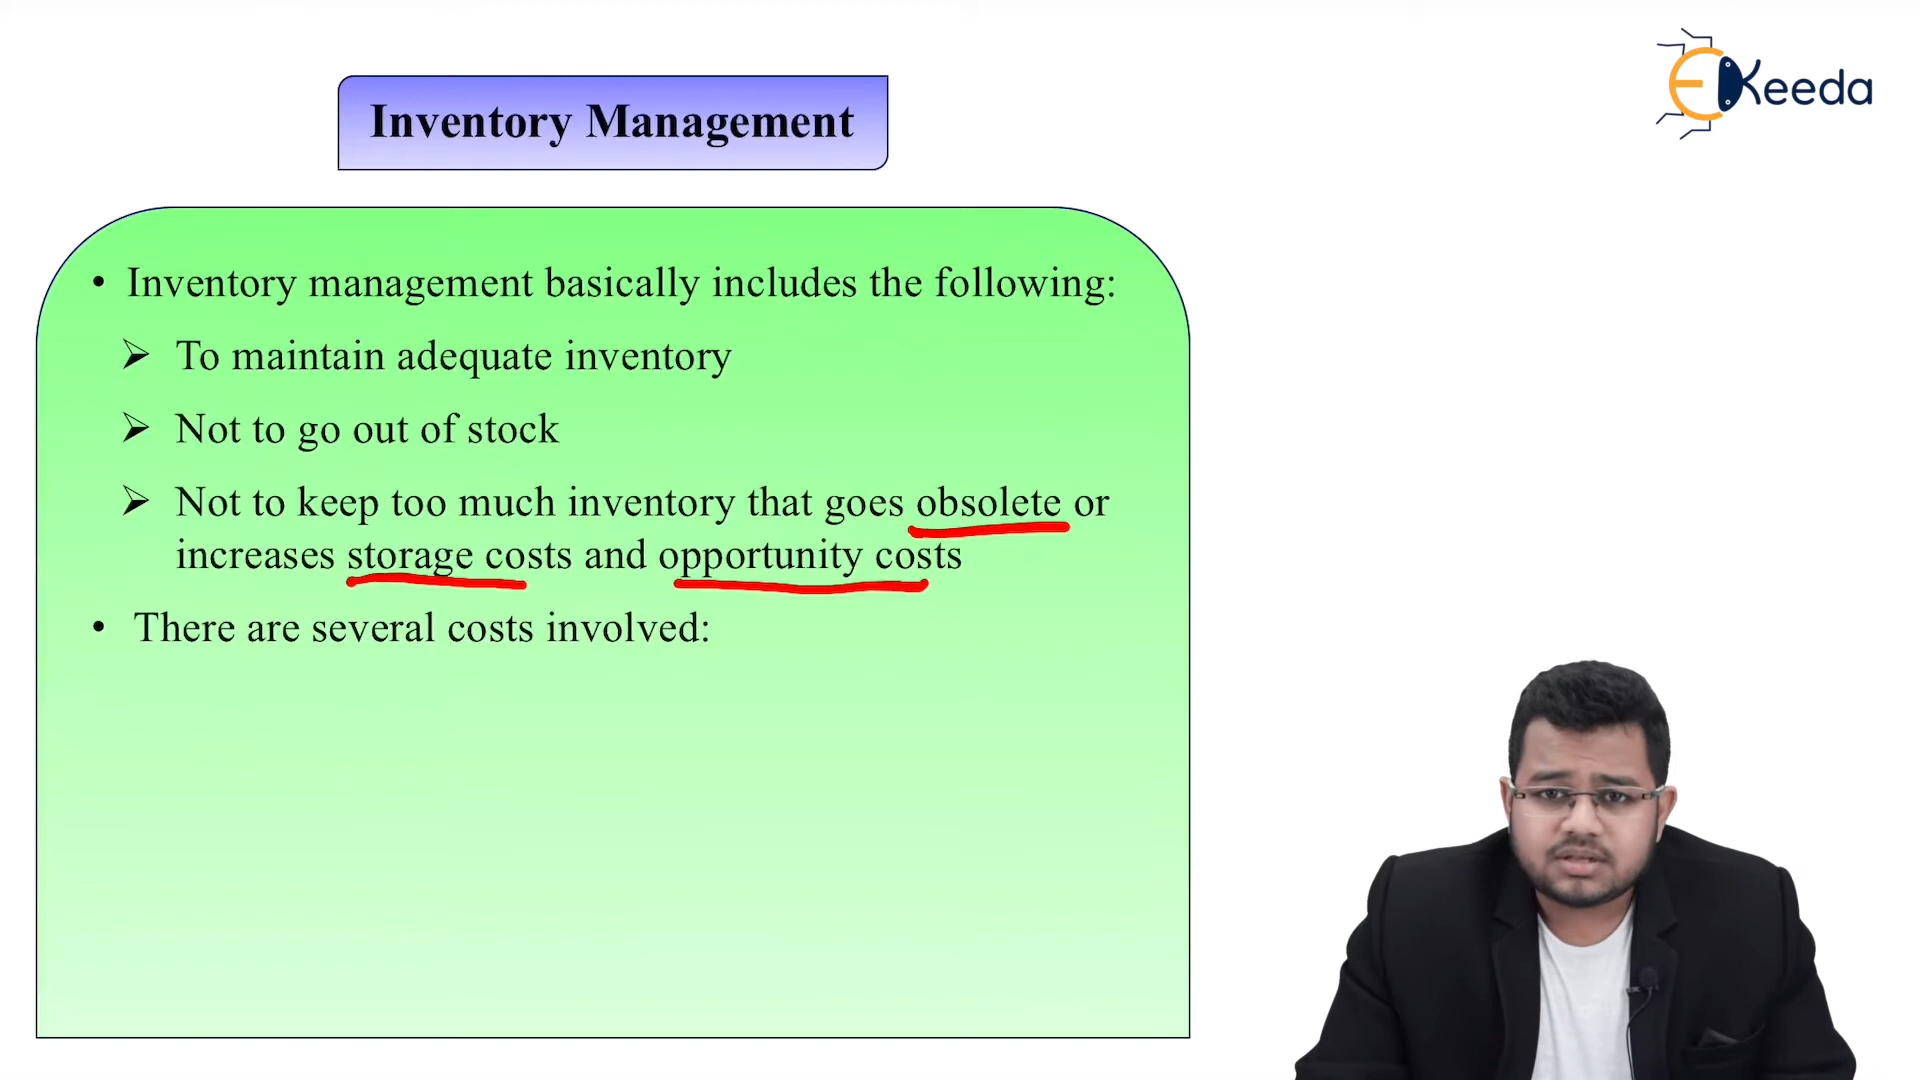 EKeeda
Inventory Management
• Inventory management basically includes the following:
➢ To maintain adequate inventory
➢ Not to go out of stock
➢ Not to keep too much inventory that goes obsolete or
increases storage costs and opportunity costs
• There are several costs involved: